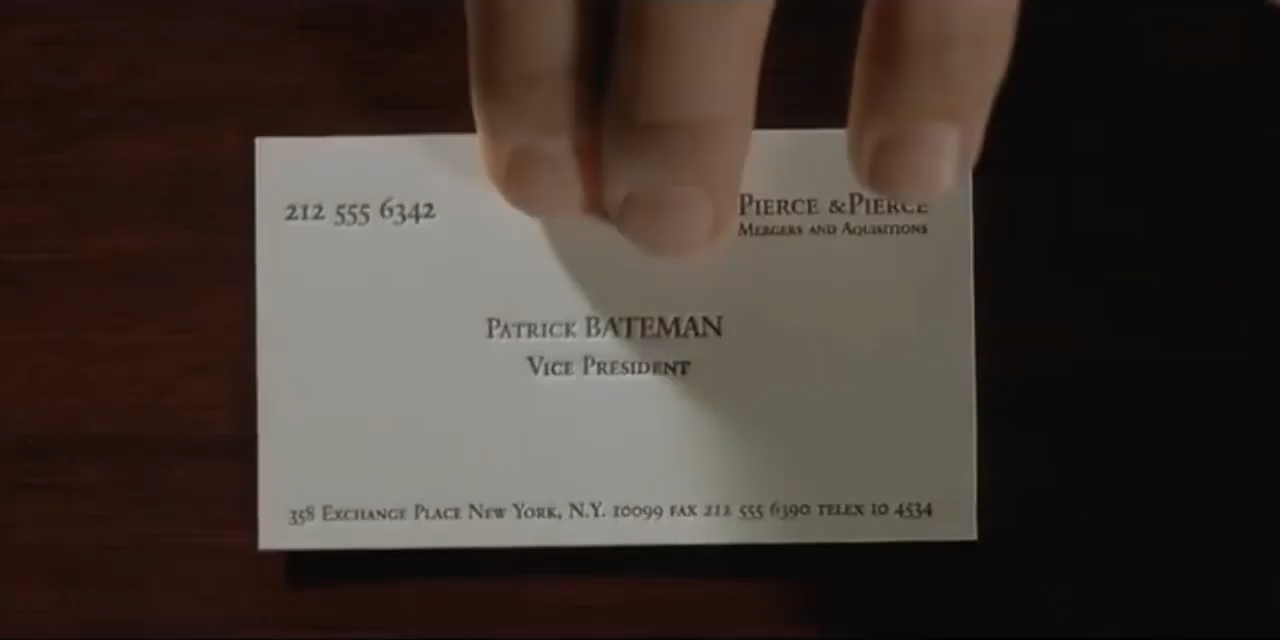 212 555 6342
PIERCE & PIERCE
MERGERS AND AQUISITIONS
PATRICK BATEMAN
VICE PRESIDENT
358 EXCHANGE PLACE NEW YORK, N.Y. 10099 FAX 212 555 6390 TELEX 10 4534